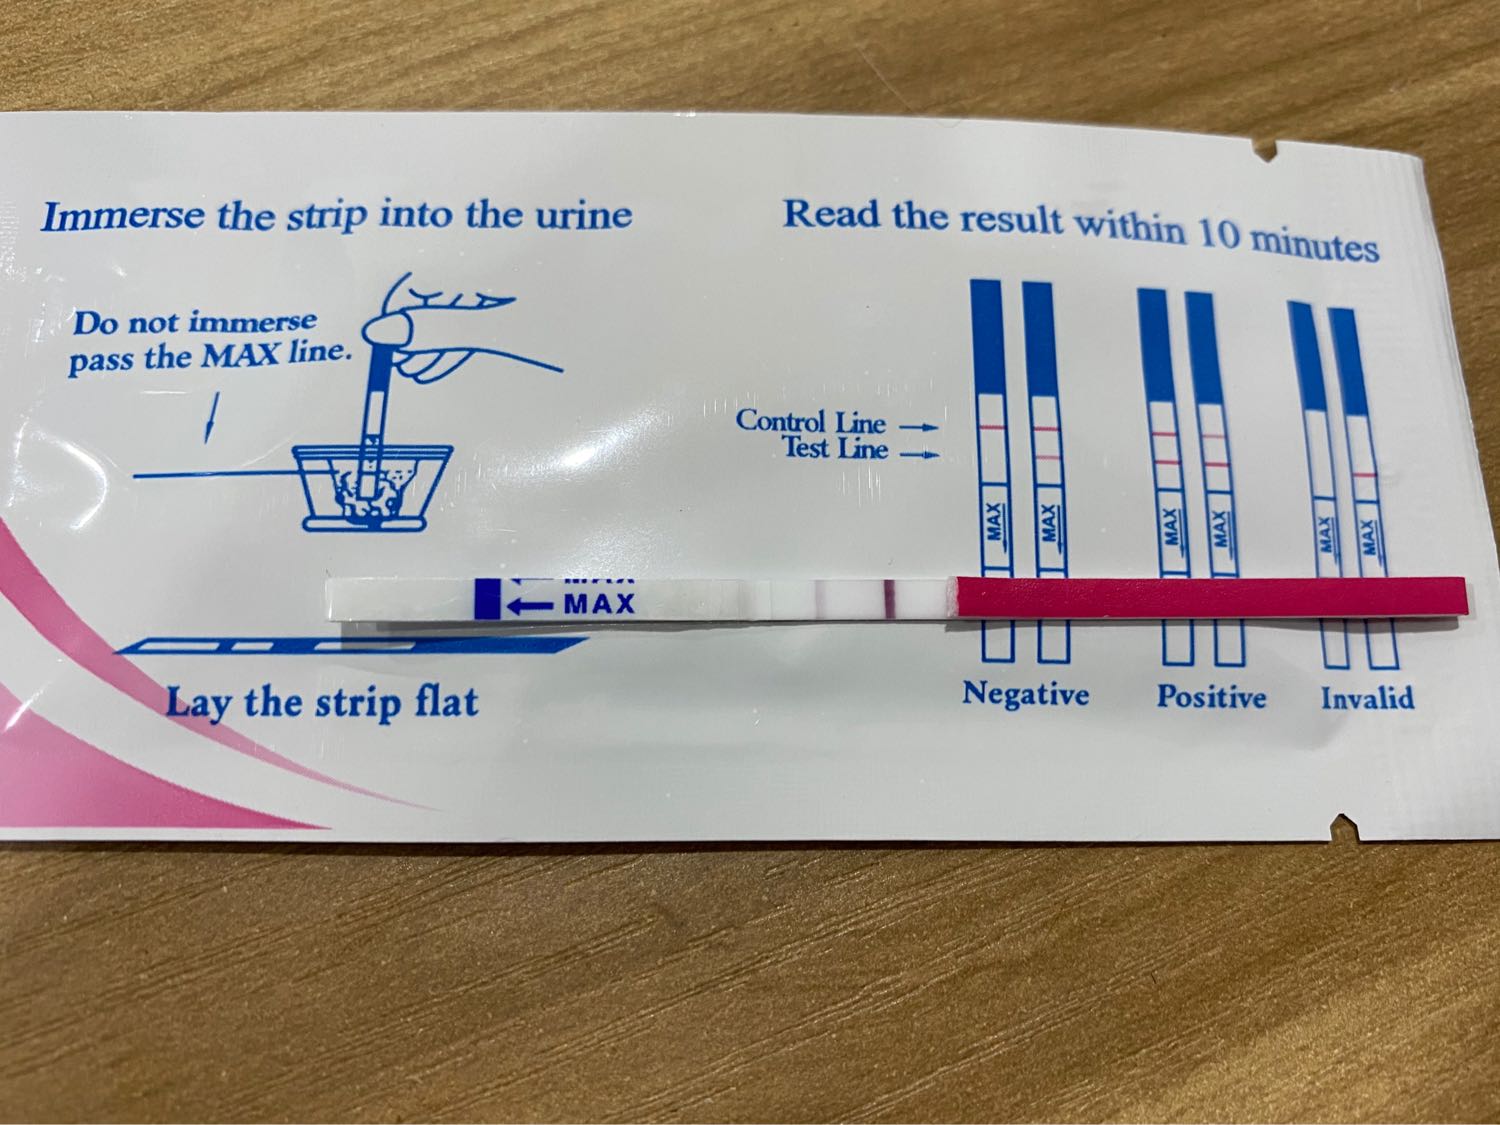 Immerse the strip into the urine
Do not immerse
pass the MAX line.
Lay the strip flat
Read the result within 10 minutes
Control Line
Test Line
MAX
MAX
MAX
MAX
MAX
MAX
Negative
Positive
Invalid
MAX
MAX